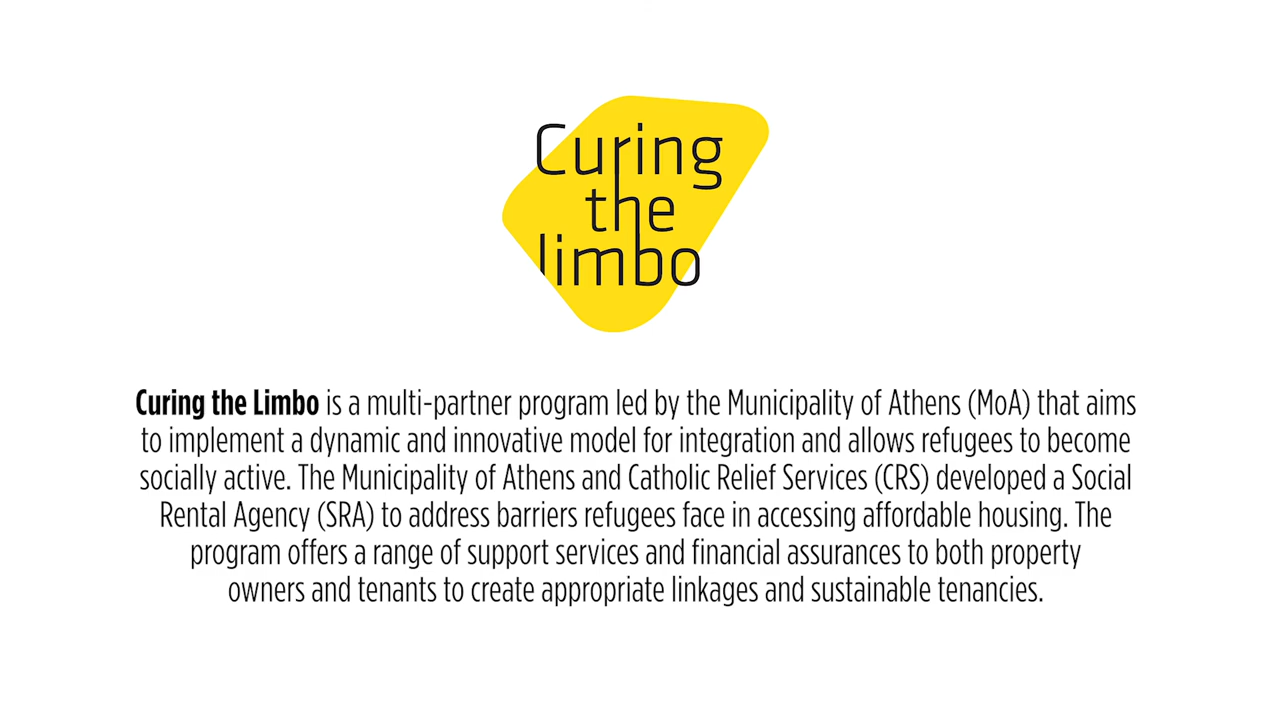 Curing
the
limbo
Curing the Limbo is a multi-partner program led by the Municipality of Athens (MoA) that aims
to implement a dynamic and innovative model for integration and allows refugees to become
socially active. The Municipality of Athens and Catholic Relief Services (CRS) developed a Social
Rental Agency (SRA) to address barriers refugees face in accessing affordable housing. The
program offers a range of support services and financial assurances to both property
owners and tenants to create appropriate linkages and sustainable tenancies.